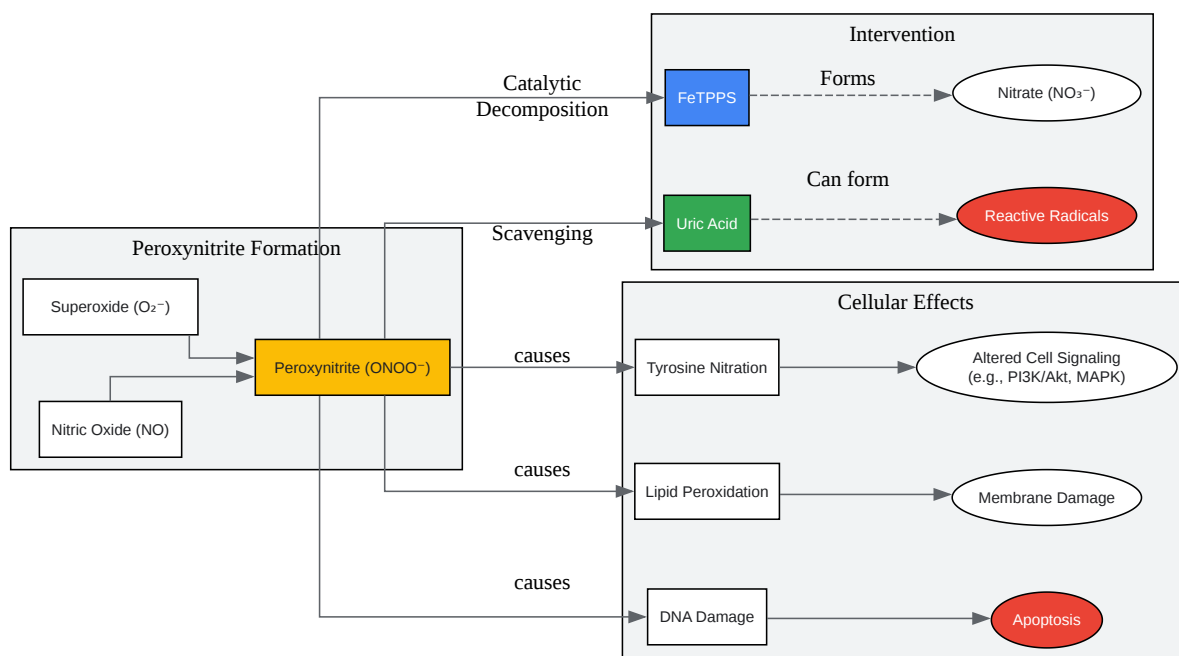 Intervention
Catalytic
Decomposition
FeTPPS
Forms
Nitrate (NO₃⁻)
Scavenging
Uric Acid
Can form
Reactive Radicals
Peroxynitrite Formation
Superoxide (O₂⁻)
Nitric Oxide (NO)
Peroxynitrite (ONOO⁻)
Cellular Effects
causes
Tyrosine Nitration
Altered Cell Signaling
(e.g., PI3K/Akt, MAPK)
causes
Lipid Peroxidation
Membrane Damage
causes
DNA Damage
Apoptosis